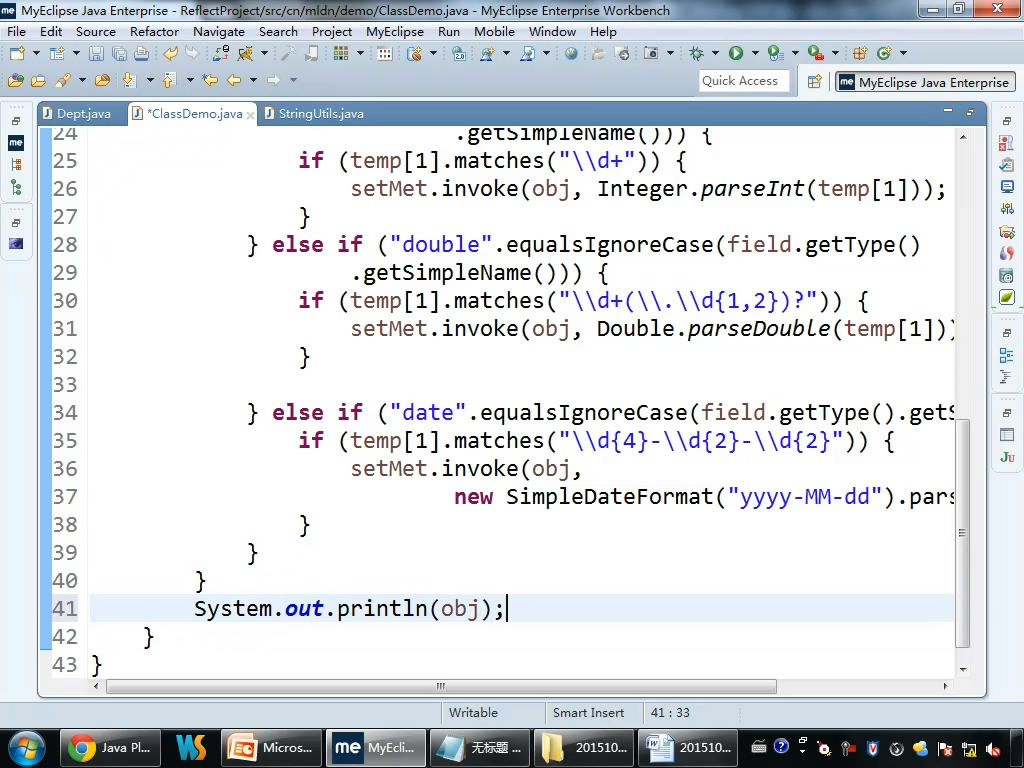 MyEclipse Java Enterprise - ReflectProject/src/cn/mldn/demo/ClassDemo.java - MyEclipse Enterprise Workbench
File Edit Source Refactor Navigate Search Project MyEclipse Run Mobile Window Help
Quick Access
me MyEclipse Java Enterprise
Dept.java *ClassDemo.java StringUtils.java
24 .getSimpleName())) {
25 if (temp[1].matches("\\d+")) {
26 setMet.invoke(obj, Integer.parseInt(temp[1]));
27 }
28 } else if ("double".equalsIgnoreCase(field.getType()
29 .getSimpleName())) {
30 if (temp[1].matches("\\d+(\\.\\d{1,2})?")) {
31 setMet.invoke(obj, Double.parseDouble(temp[1]))
32 }
33
34 } else if ("date".equalsIgnoreCase(field.getType().getS
35 if (temp[1].matches("\\d{4}-\\d{2}-\\d{2}")) {
36 setMet.invoke(obj,
37 new SimpleDateFormat("yyyy-MM-dd").pars
38 }
39 }
40 }
41 System.out.println(obj);
42 }
43 }
Writable Smart Insert 41 : 33
Java Pl... Micros... me MyEcli... 无标题 ... 201510... 201510...